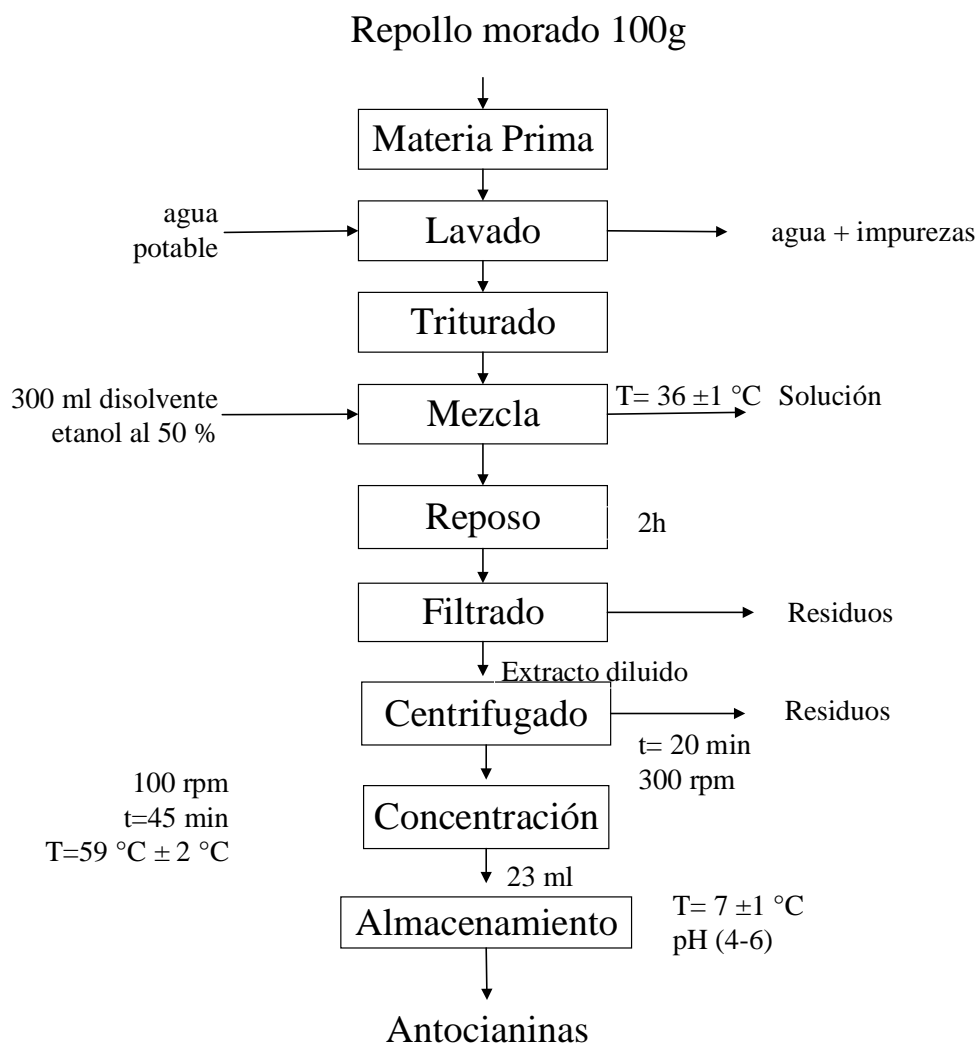 Repollo morado 100g
Materia Prima
agua
potable
Lavado
agua + impurezas
Triturado
300 ml disolvente
etanol al 50 %
Mezcla
T= 36 ±1 °C
Solución
Reposo
2h
Filtrado
Residuos
Extracto diluido
Centrifugado
Residuos
t= 20 min
300 rpm
100 rpm
t=45 min
T=59 °C ± 2 °C
Concentración
23 ml
Almacenamiento
T= 7 ±1 °C
pH (4-6)
Antocianinas